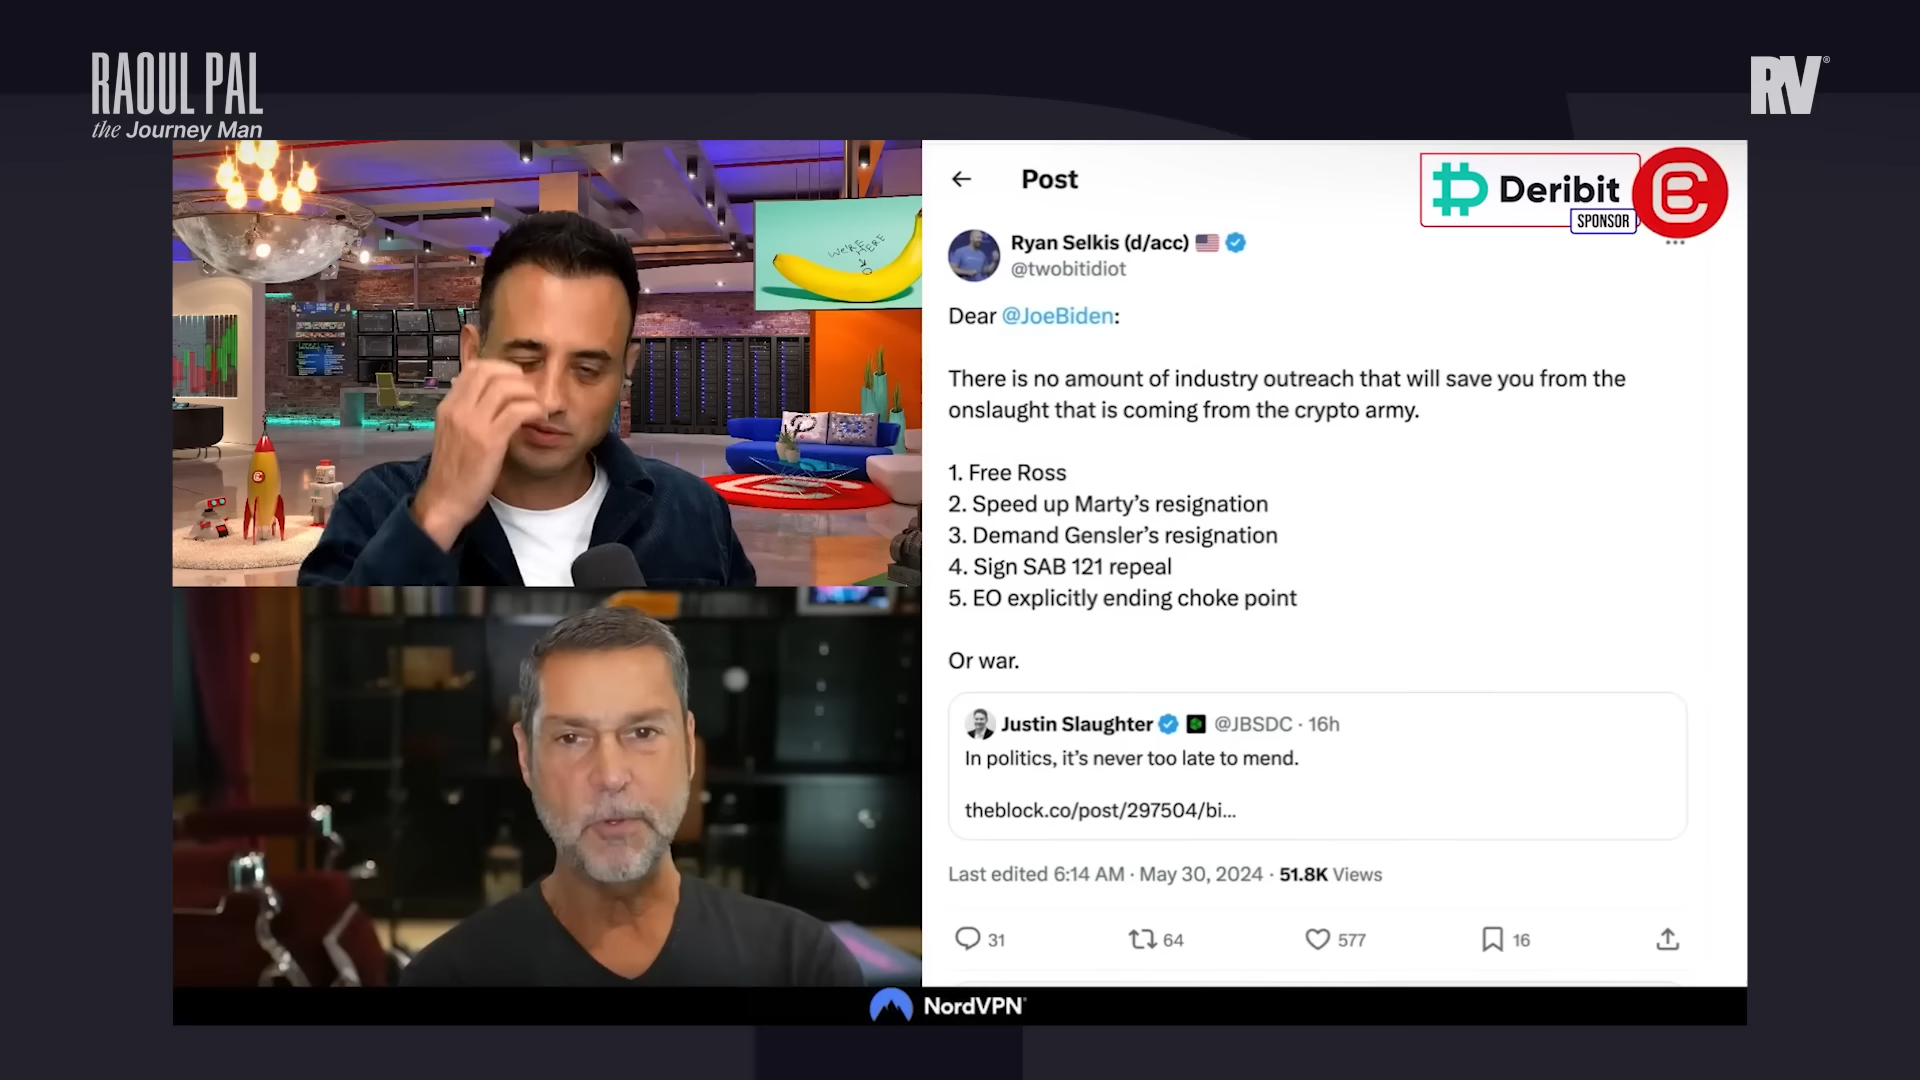 RAOUL PAL
the Journey Man
RV®
WE'RE HERE
Post
Deribit
SPONSOR
Ryan Selkis (d/acc)
@twobitidiot
Dear @JoeBiden:
There is no amount of industry outreach that will save you from the
onslaught that is coming from the crypto army.
1. Free Ross
2. Speed up Marty’s resignation
3. Demand Gensler’s resignation
4. Sign SAB 121 repeal
5. EO explicitly ending choke point
Or war.
Justin Slaughter @JBSDC · 16h
In politics, it’s never too late to mend.
theblock.co/post/297504/bi...
Last edited 6:14 AM · May 30, 2024 · 51.8K Views
31 64 577 16
NordVPN®